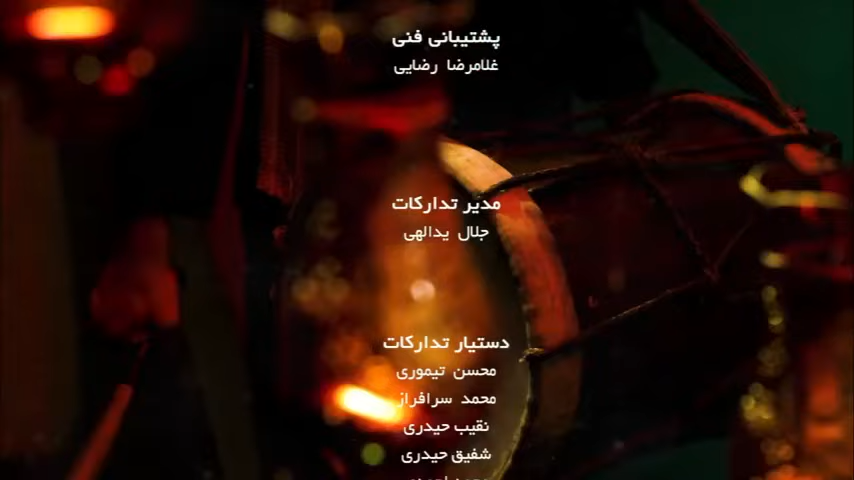 پشتیبانی فنی
غلامرضا رضایی
مدیر تدارکات
جلال یدالهی
دستیار تدارکات
محسن تیموری
محمد سرافراز
نقیب حیدری
شفیق حیدری